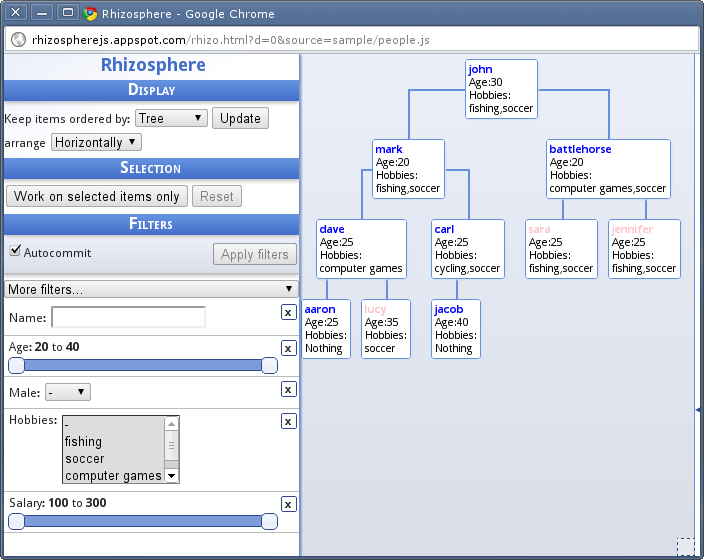 Rhizosphere - Google Chrome
rhizospherejs.appspot.com/rhizo.html?d=0&source=sample/people.js
Rhizosphere
Display
Keep items ordered by: Tree Update
arrange Horizontally
Selection
Work on selected items only Reset
Filters
Autocommit Apply filters
More filters...
Name: x
Age: 20 to 40 x
Male: - x
Hobbies: - x
fishing
soccer
computer games
Salary: 100 to 300 x
john
Age:30
Hobbies:
fishing,soccer
mark
Age:20
Hobbies:
fishing,soccer
battlehorse
Age:20
Hobbies:
computer games,soccer
dave
Age:25
Hobbies:
computer games
carl
Age:25
Hobbies:
cycling,soccer
sara
Age:25
Hobbies:
fishing,soccer
jennifer
Age:25
Hobbies:
fishing,soccer
aaron
Age:25
Hobbies:
Nothing
lucy
Age:35
Hobbies:
soccer
jacob
Age:40
Hobbies:
Nothing